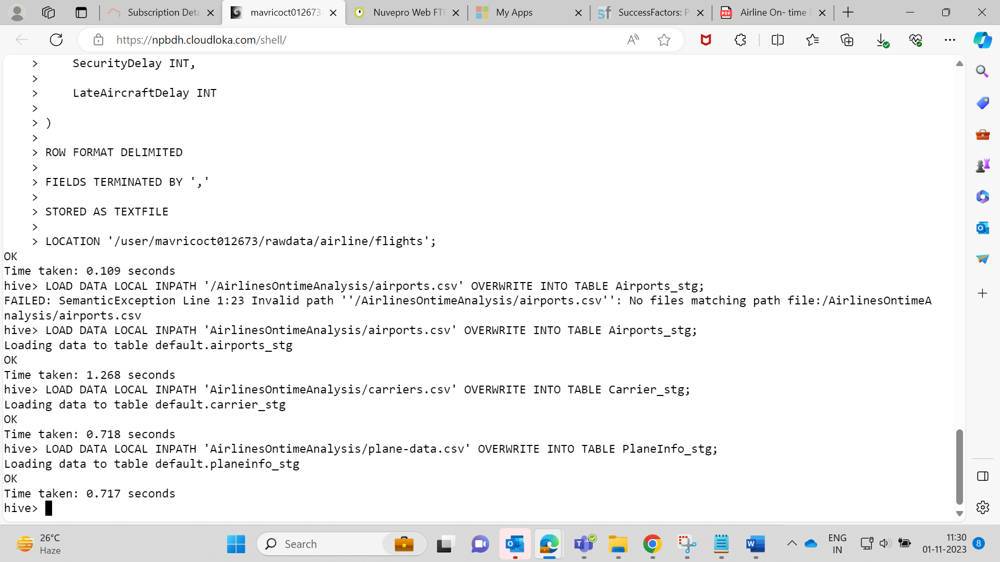 Subscription Deta
mavricoct012673
Nuvepro Web FTP
My Apps
SuccessFactors: P
Airline On- time D
https://npbdh.cloudloka.com/shell/
> SecurityDelay INT,
>
> LateAircraftDelay INT
>
> )
>
> ROW FORMAT DELIMITED
>
> FIELDS TERMINATED BY ','
>
> STORED AS TEXTFILE
>
> LOCATION '/user/mavricoct012673/rawdata/airline/flights';
OK
Time taken: 0.109 seconds
hive> LOAD DATA LOCAL INPATH '/AirlinesOntimeAnalysis/airports.csv' OVERWRITE INTO TABLE Airports_stg;
FAILED: SemanticException Line 1:23 Invalid path ''/AirlinesOntimeAnalysis/airports.csv'': No files matching path file:/AirlinesOntimeA
nalysis/airports.csv
hive> LOAD DATA LOCAL INPATH 'AirlinesOntimeAnalysis/airports.csv' OVERWRITE INTO TABLE Airports_stg;
Loading data to table default.airports_stg
OK
Time taken: 1.268 seconds
hive> LOAD DATA LOCAL INPATH 'AirlinesOntimeAnalysis/carriers.csv' OVERWRITE INTO TABLE Carrier_stg;
Loading data to table default.carrier_stg
OK
Time taken: 0.718 seconds
hive> LOAD DATA LOCAL INPATH 'AirlinesOntimeAnalysis/plane-data.csv' OVERWRITE INTO TABLE PlaneInfo_stg;
Loading data to table default.planeinfo_stg
OK
Time taken: 0.717 seconds
hive>
26°C
Haze
Search
ENG
IN
11:30
01-11-2023
8